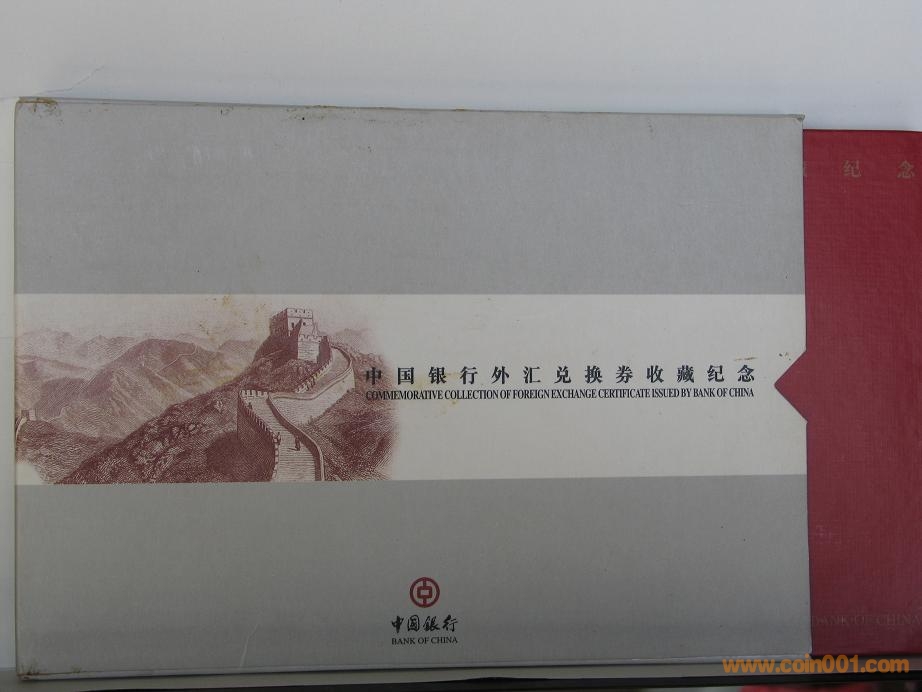 纪念
中国银行外汇兑换券收藏纪念
COMMEMORATIVE COLLECTION OF FOREIGN EXCHANGE CERTIFICATE ISSUED BY BANK OF CHINA
中国银行
BANK OF CHINA
BANK OF CHINA
www.coin001.com